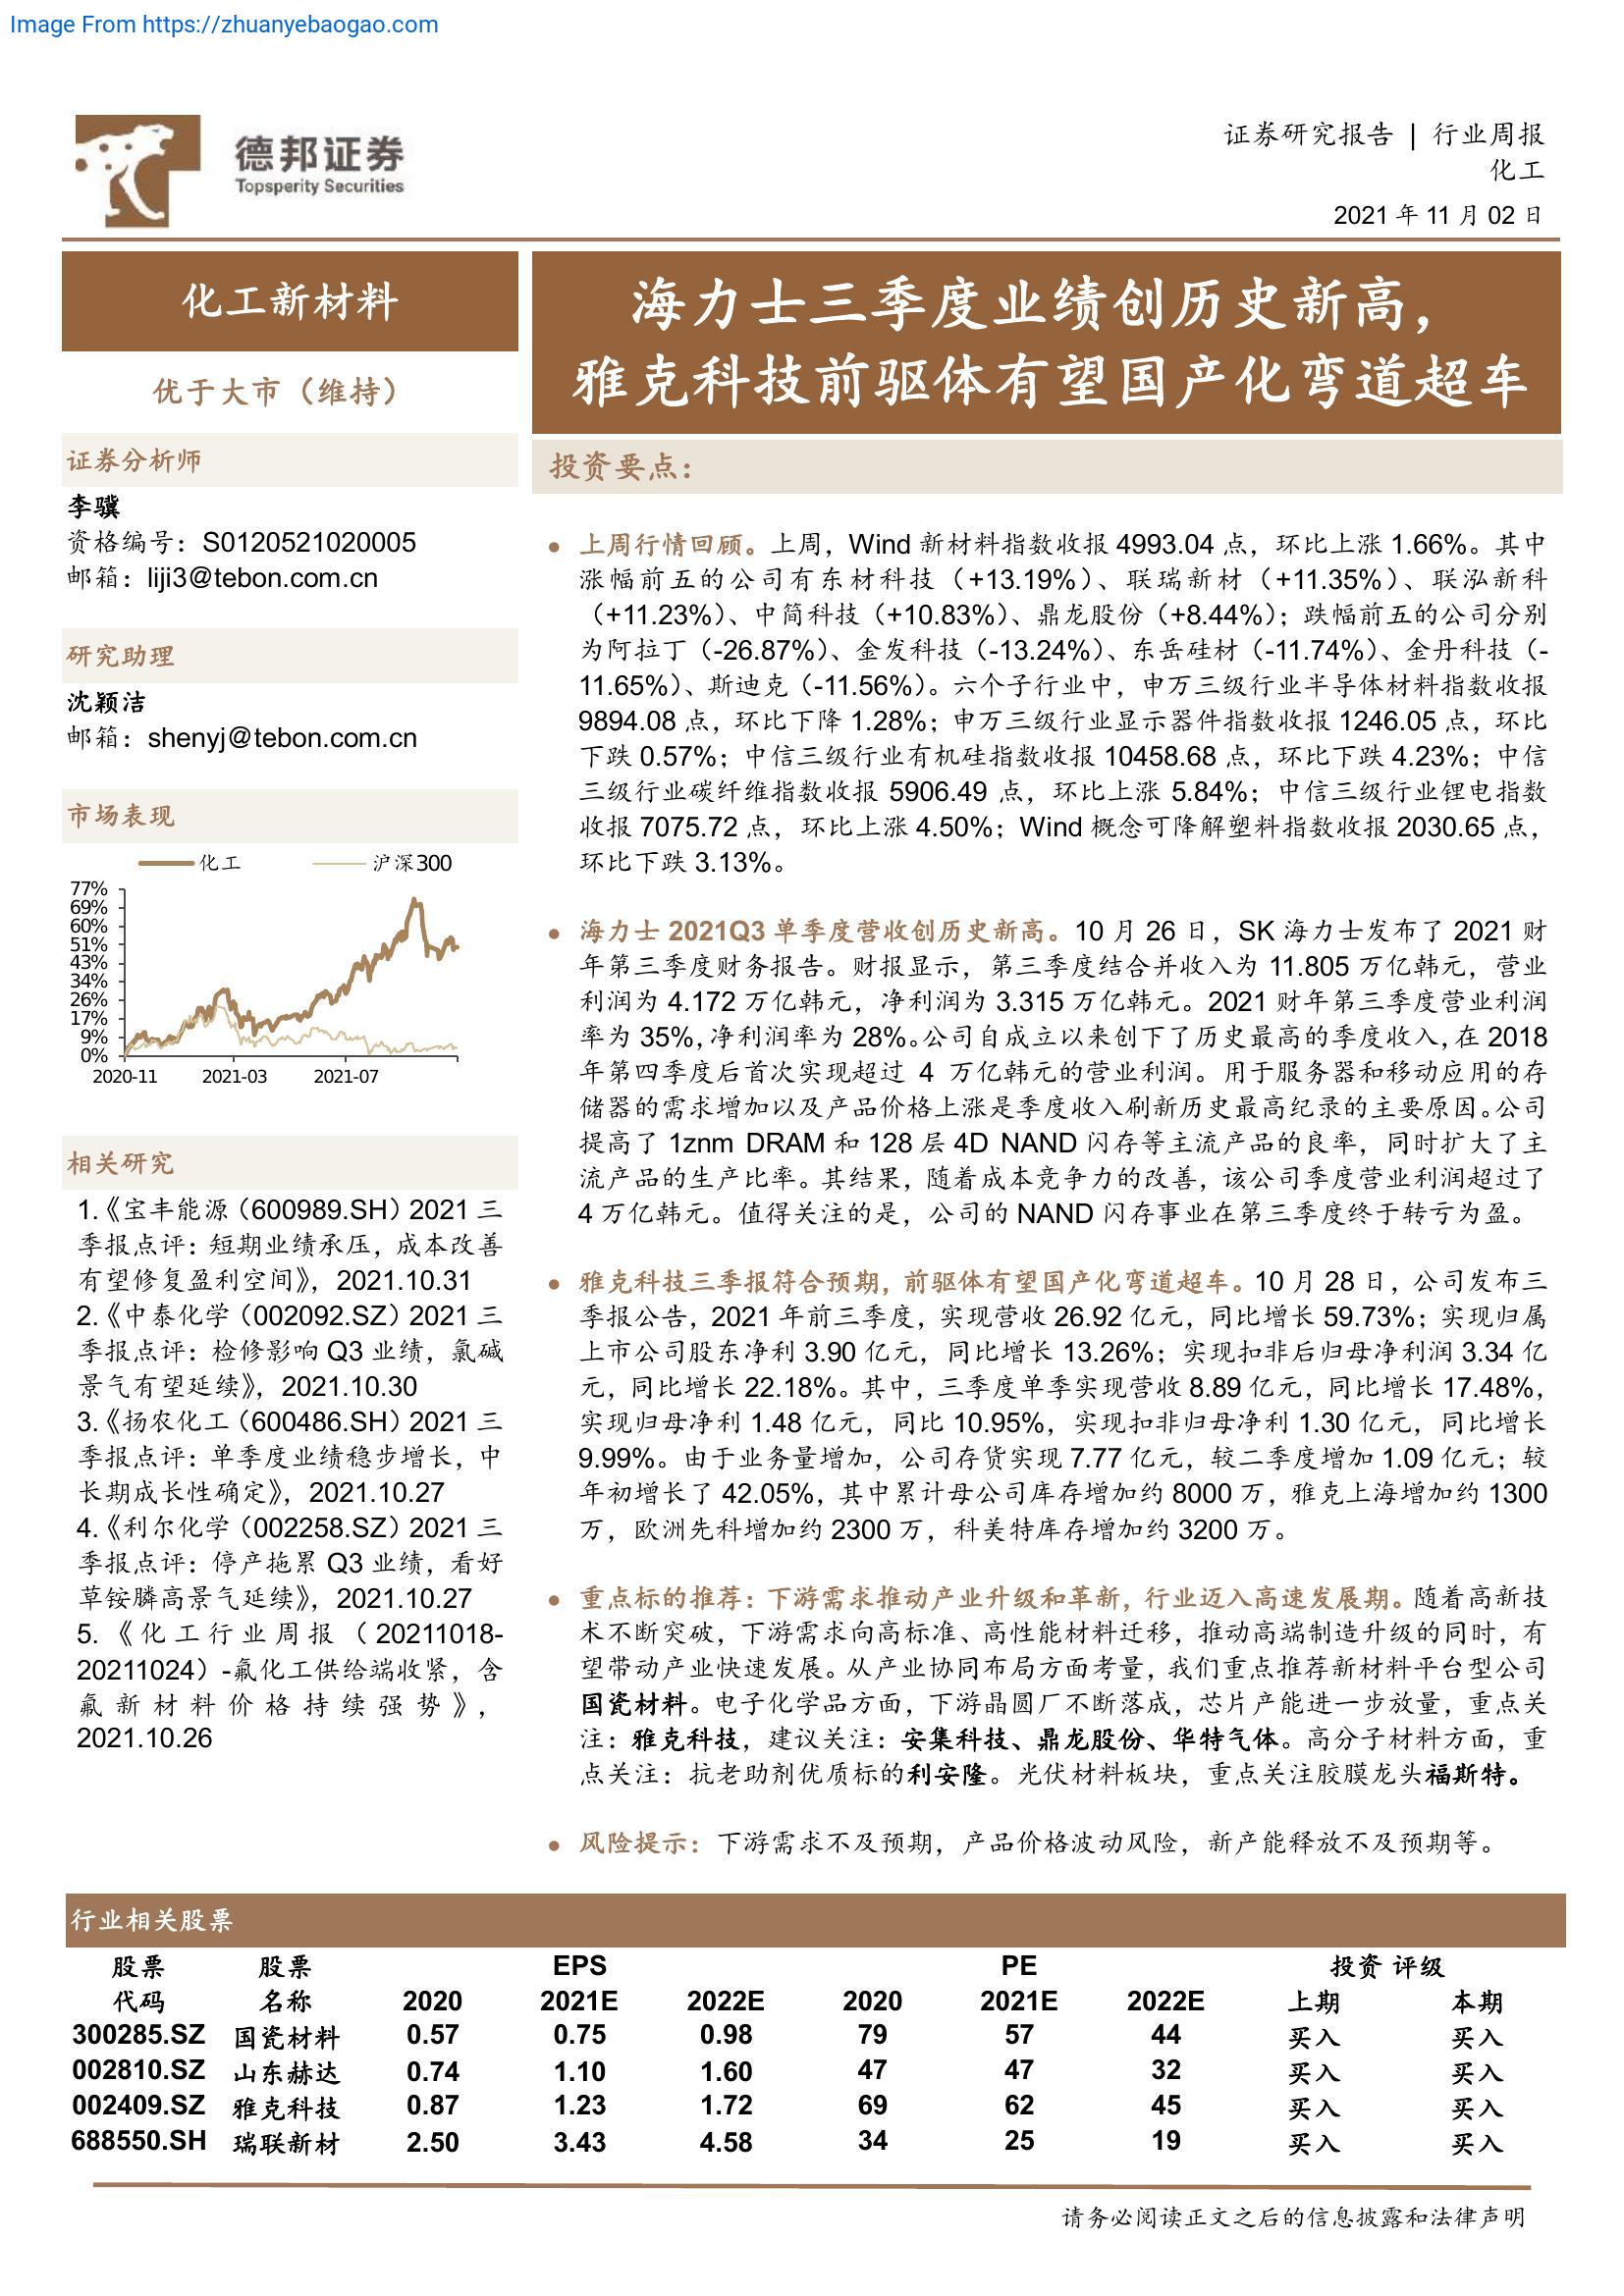 Image From https://zhuanyebaogao.com
德邦证券
Topsperity Securities
证券研究报告 | 行业周报
化工
2021 年 11 月 02 日
化工新材料
优于大市（维持）
证券分析师
李骥
资格编号：S0120521020005
邮箱：liji3@tebon.com.cn
研究助理
沈颖洁
邮箱：shenyj@tebon.com.cn
市场表现
化工 沪深300
77%
69%
60%
51%
43%
34%
26%
17%
9%
0%
2020-11 2021-03 2021-07
相关研究
1.《宝丰能源（600989.SH）2021 三
季报点评：短期业绩承压，成本改善
有望修复盈利空间》，2021.10.31
2.《中泰化学（002092.SZ）2021 三
季报点评：检修影响 Q3 业绩，氯碱
景气有望延续》，2021.10.30
3.《扬农化工（600486.SH）2021 三
季报点评：单季度业绩稳步增长，中
长期成长性确定》，2021.10.27
4.《利尔化学（002258.SZ）2021 三
季报点评：停产拖累 Q3 业绩，看好
草铵膦高景气延续》，2021.10.27
5.《化工行业周报（20211018-
20211024）-氟化工供给端收紧，含
氟新材料价格持续强势》，
2021.10.26
海力士三季度业绩创历史新高，
雅克科技前驱体有望国产化弯道超车
投资要点：
● 上周行情回顾。上周，Wind 新材料指数收报 4993.04 点，环比上涨 1.66%。其中
涨幅前五的公司有东材科技（+13.19%）、联瑞新材（+11.35%）、联泓新科
（+11.23%）、中简科技（+10.83%）、鼎龙股份（+8.44%）；跌幅前五的公司分别
为阿拉丁（-26.87%）、金发科技（-13.24%）、东岳硅材（-11.74%）、金丹科技（-
11.65%）、斯迪克（-11.56%）。六个子行业中，申万三级行业半导体材料指数收报
9894.08 点，环比下降 1.28%；申万三级行业显示器件指数收报 1246.05 点，环比
下跌 0.57%；中信三级行业有机硅指数收报 10458.68 点，环比下跌 4.23%；中信
三级行业碳纤维指数收报 5906.49 点，环比上涨 5.84%；中信三级行业锂电指数
收报 7075.72 点，环比上涨 4.50%；Wind 概念可降解塑料指数收报 2030.65 点，
环比下跌 3.13%。
● 海力士 2021Q3 单季度营收创历史新高。10 月 26 日，SK 海力士发布了 2021 财
年第三季度财务报告。财报显示，第三季度结合并收入为 11.805 万亿韩元，营业
利润为 4.172 万亿韩元，净利润为 3.315 万亿韩元。2021 财年第三季度营业利润
率为 35%，净利润率为 28%。公司自成立以来创下了历史最高的季度收入，在 2018
年第四季度后首次实现超过 4 万亿韩元的营业利润。用于服务器和移动应用的存
储器的需求增加以及产品价格上涨是季度收入刷新历史最高纪录的主要原因。公司
提高了 1znm DRAM 和 128 层 4D NAND 闪存等主流产品的良率，同时扩大了主
流产品的生产比率。其结果，随着成本竞争力的改善，该公司季度营业利润超过了
4 万亿韩元。值得关注的是，公司的 NAND 闪存事业在第三季度终于转亏为盈。
● 雅克科技三季报符合预期，前驱体有望国产化弯道超车。10 月 28 日，公司发布三
季报公告，2021 年前三季度，实现营收 26.92 亿元，同比增长 59.73%；实现归属
上市公司股东净利 3.90 亿元，同比增长 13.26%；实现扣非后归母净利润 3.34 亿
元，同比增长 22.18%。其中，三季度单季实现营收 8.89 亿元，同比增长 17.48%，
实现归母净利 1.48 亿元，同比 10.95%，实现扣非归母净利 1.30 亿元，同比增长
9.99%。由于业务量增加，公司存货实现 7.77 亿元，较二季度增加 1.09 亿元；较
年初增长了 42.05%，其中累计母公司库存增加约 8000 万，雅克上海增加约 1300
万，欧洲先科增加约 2300 万，科美特库存增加约 3200 万。
● 重点标的推荐：下游需求推动产业升级和革新，行业迈入高速发展期。随着高新技
术不断突破，下游需求向高标准、高性能材料迁移，推动高端制造升级的同时，有
望带动产业快速发展。从产业协同布局方面考量，我们重点推荐新材料平台型公司
国瓷材料。电子化学品方面，下游晶圆厂不断落成，芯片产能进一步放量，重点关
注：雅克科技，建议关注：安集科技、鼎龙股份、华特气体。高分子材料方面，重
点关注：抗老助剂优质标的利安隆。光伏材料板块，重点关注胶膜龙头福斯特。
● 风险提示：下游需求不及预期，产品价格波动风险，新产能释放不及预期等。
行业相关股票
股票 股票 EPS PE 投资 评级
代码 名称 2020 2021E 2022E 2020 2021E 2022E 上期 本期
300285.SZ 国瓷材料 0.57 0.75 0.98 79 57 44 买入 买入
002810.SZ 山东赫达 0.74 1.10 1.60 47 47 32 买入 买入
002409.SZ 雅克科技 0.87 1.23 1.72 69 62 45 买入 买入
688550.SH 瑞联新材 2.50 3.43 4.58 34 25 19 买入 买入
请务必阅读正文之后的信息披露和法律声明